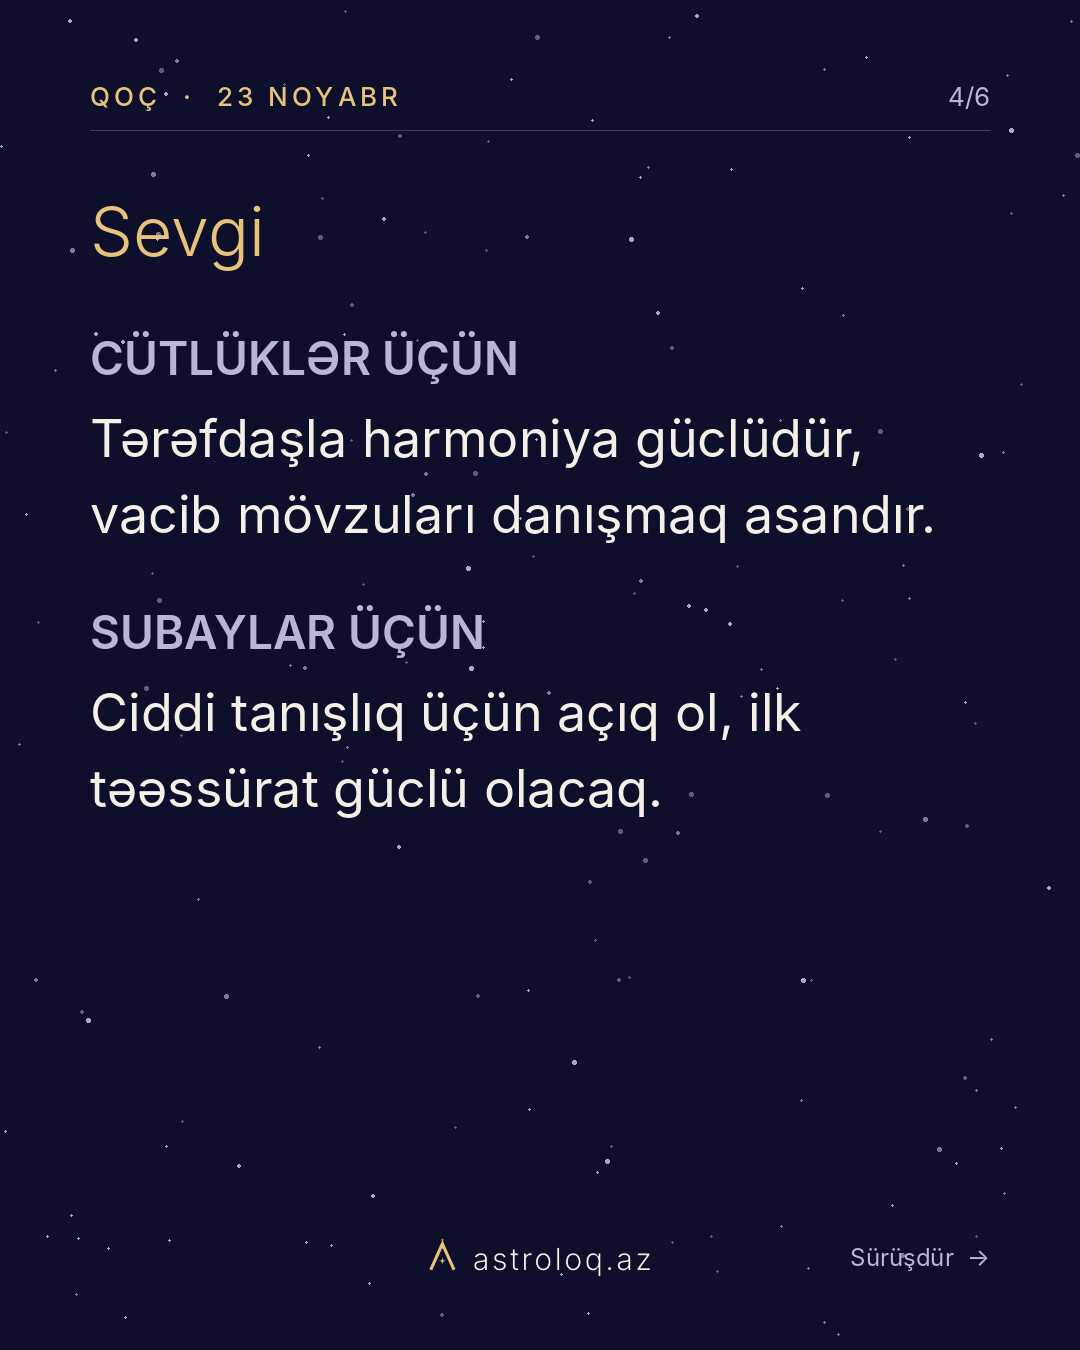 QOÇ · 23 NOYABR
4/6
Sevgi
CÜTLÜKLƏR ÜÇÜN
Tərəfdaşla harmoniya güclüdür,
vacib mövzuları danışmaq asandır.
SUBAYLAR ÜÇÜN
Ciddi tanışlıq üçün açıq ol, ilk
təəssürat güclü olacaq.
astroloq.az
Sürüşdür →